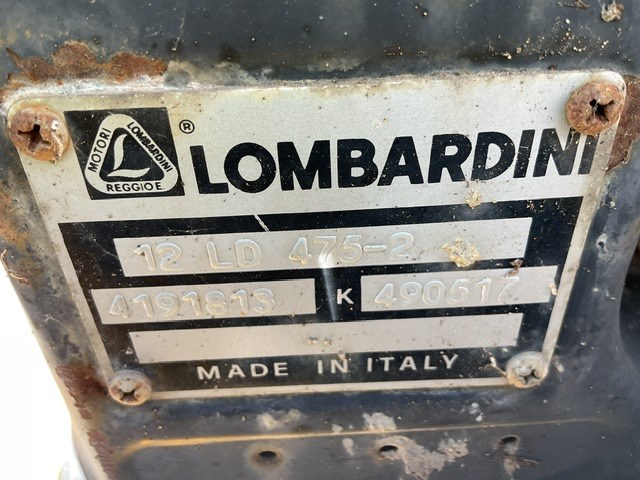 MOTORI LOMBARDINI REGGIO E.
® LOMBARDINI
12 LD 475-2
4191813 K 490517
MADE IN ITALY